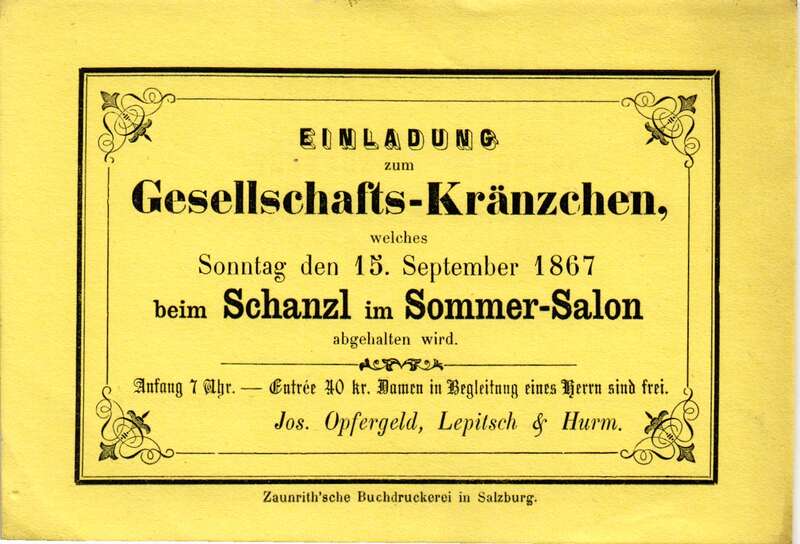 EINLADUNG
zum
Gesellschafts-Kränzchen,
welches
Sonntag den 15. September 1867
beim Schanzl im Sommer-Salon
abgehalten wird.
Anfang 7 Uhr. — Entrée 40 kr. Damen in Begleitung eines Herrn sind frei.
Jos. Opfergeld, Lepitsch & Hurm.
Zaunrith'sche Buchdruckerei in Salzburg.